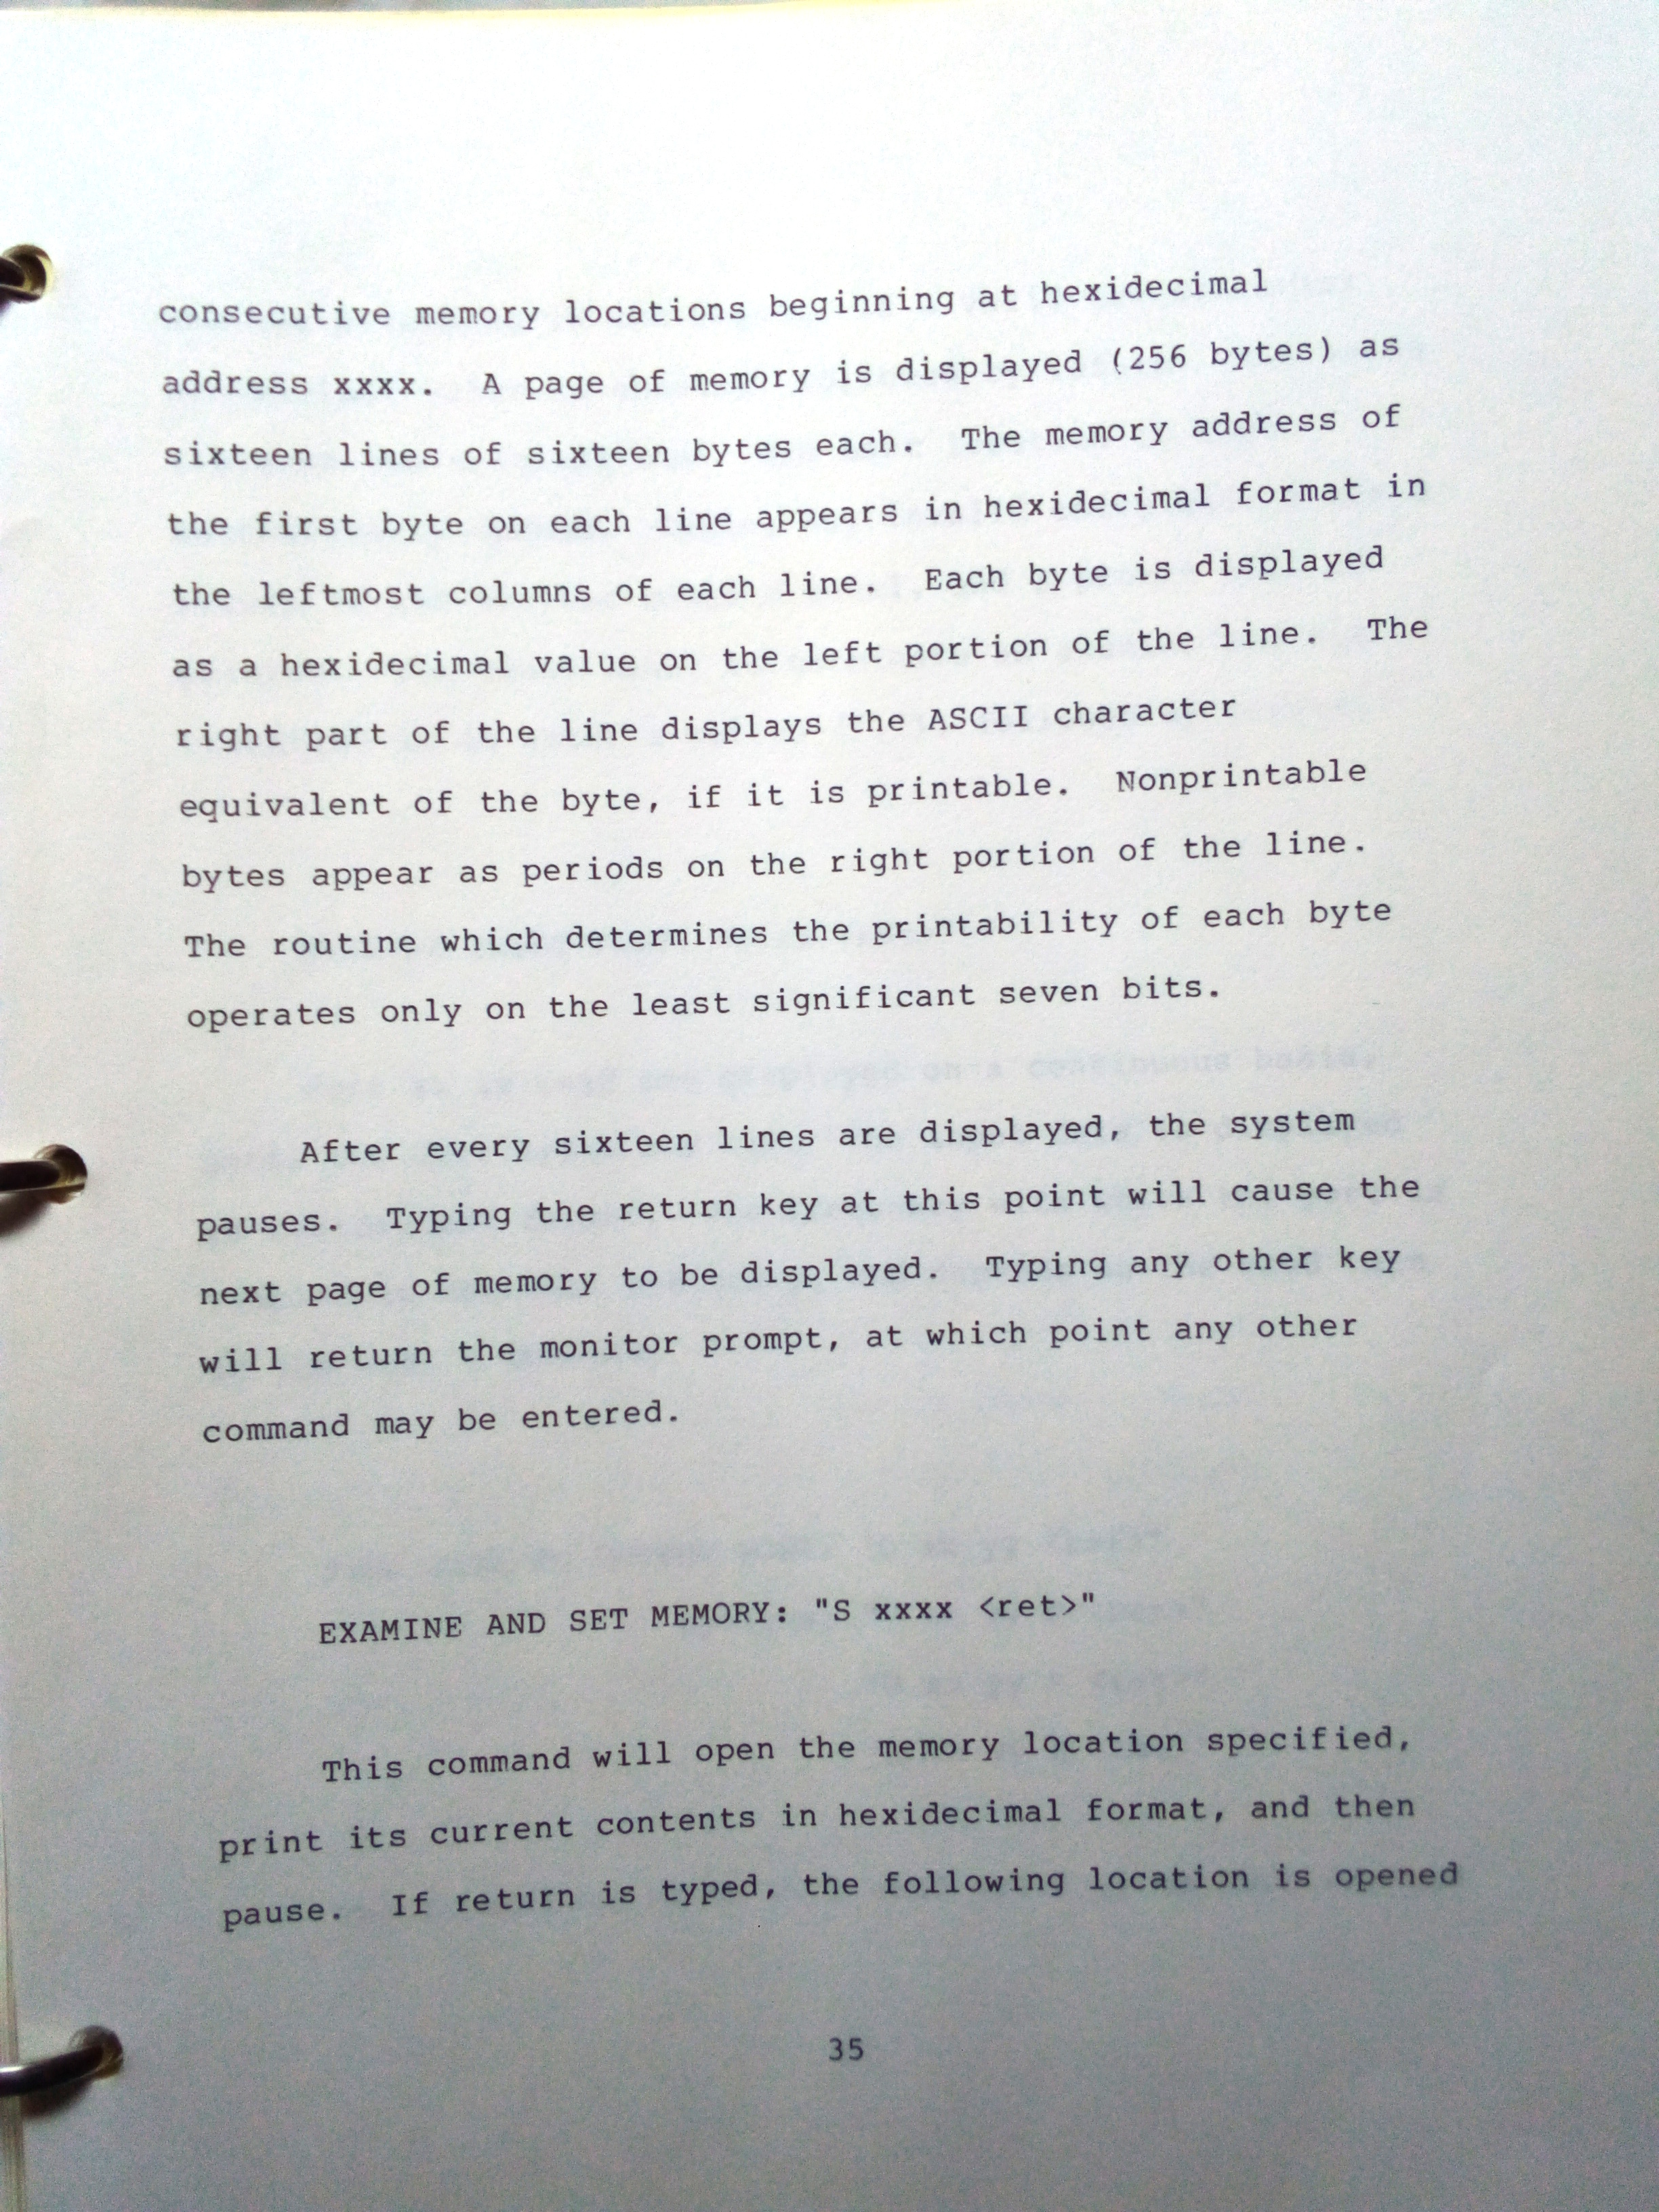 consecutive memory locations beginning at hexidecimal
address xxxx.  A page of memory is displayed (256 bytes) as
sixteen lines of sixteen bytes each.  The memory address of
the first byte on each line appears in hexidecimal format in
the leftmost columns of each line.  Each byte is displayed
as a hexidecimal value on the left portion of the line.  The
right part of the line displays the ASCII character
equivalent of the byte, if it is printable.  Nonprintable
bytes appear as periods on the right portion of the line.
The routine which determines the printability of each byte
operates only on the least significant seven bits.
After every sixteen lines are displayed, the system
pauses.  Typing the return key at this point will cause the
next page of memory to be displayed.  Typing any other key
will return the monitor prompt, at which point any other
command may be entered.
EXAMINE AND SET MEMORY: "S xxxx <ret>"
This command will open the memory location specified,
print its current contents in hexidecimal format, and then
pause.  If return is typed, the following location is opened
35